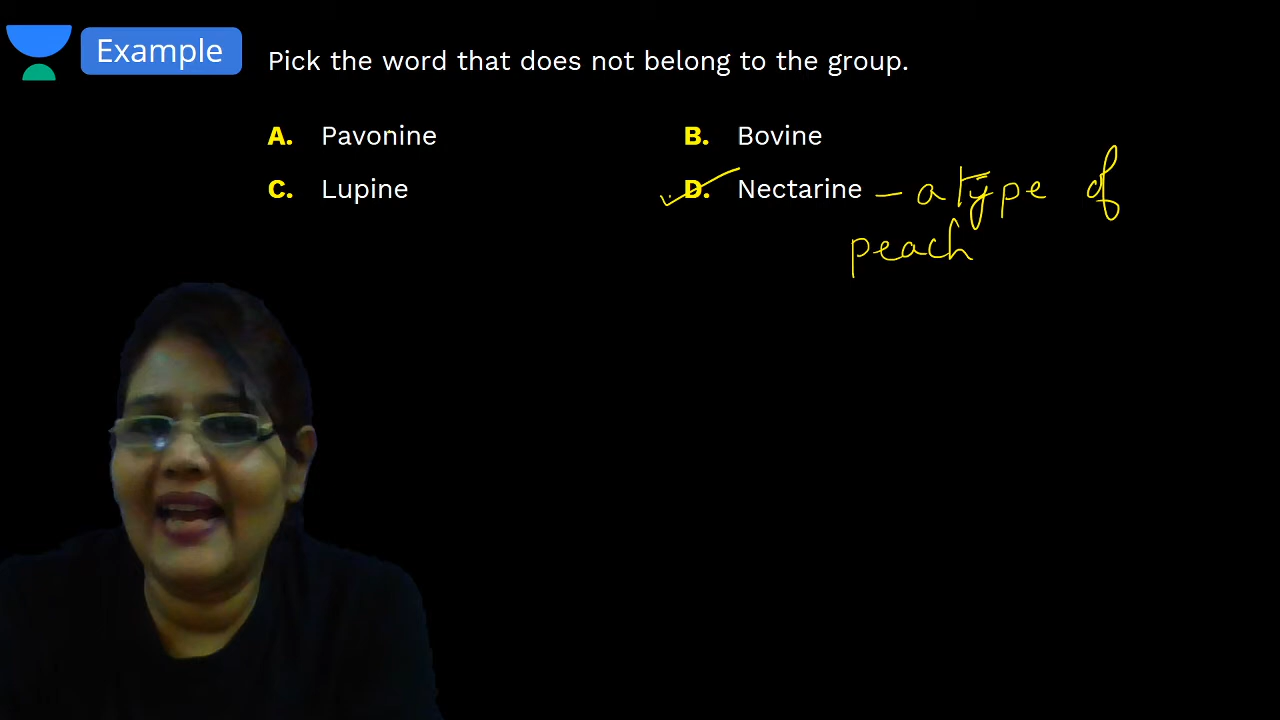 Example Pick the word that does not belong to the group.
A. Pavonine B. Bovine
C. Lupine D. Nectarine – a type of
peach